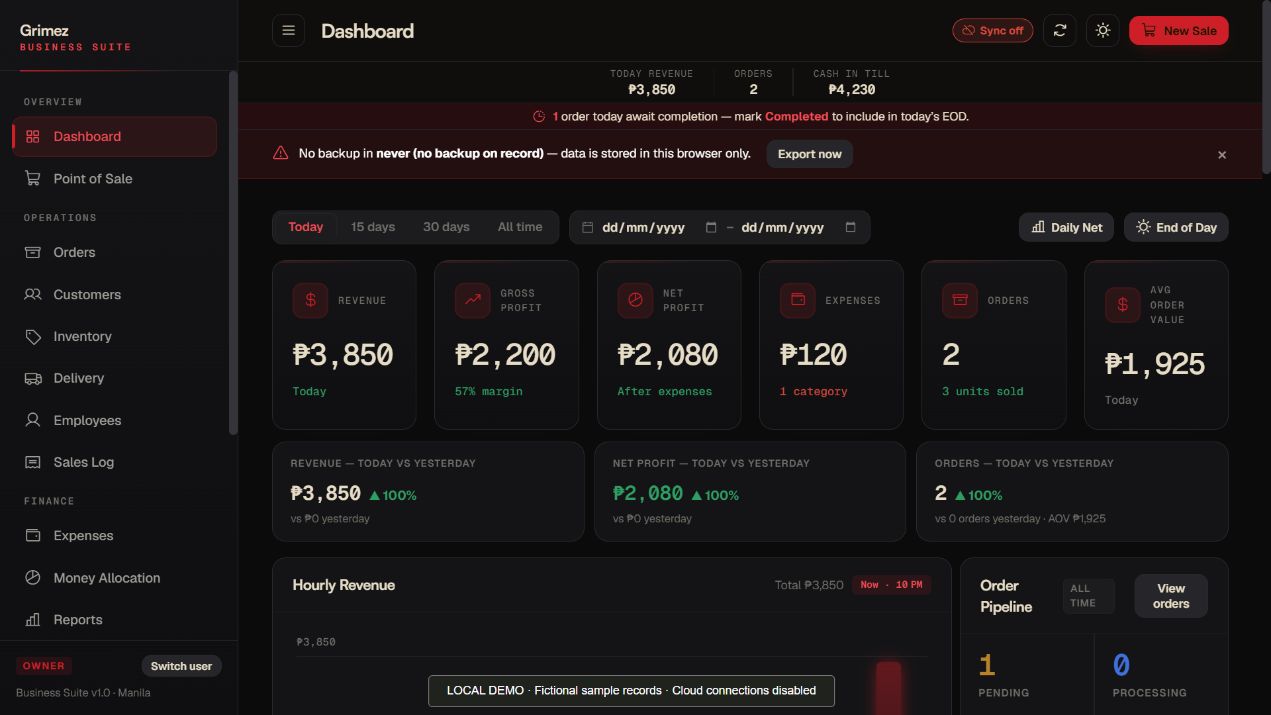 Grimez
BUSINESS SUITE
OVERVIEW
Dashboard
Point of Sale
OPERATIONS
Orders
Customers
Inventory
Delivery
Employees
Sales Log
FINANCE
Expenses
Money Allocation
Reports
OWNER
Switch user
Business Suite v1.0 · Manila
Dashboard
Sync off
New Sale
TODAY REVENUE
₱3,850
ORDERS
2
CASH IN TILL
₱4,230
1 order today await completion — mark Completed to include in today's EOD.
No backup in never (no backup on record) — data is stored in this browser only.
Export now
×
Today
15 days
30 days
All time
dd/mm/yyyy – dd/mm/yyyy
Daily Net
End of Day
REVENUE
₱3,850
Today
GROSS
PROFIT
₱2,200
57% margin
NET
PROFIT
₱2,080
After expenses
EXPENSES
₱120
1 category
ORDERS
2
3 units sold
AVG
ORDER
VALUE
₱1,925
Today
REVENUE — TODAY VS YESTERDAY
₱3,850 ▲100%
vs ₱0 yesterday
NET PROFIT — TODAY VS YESTERDAY
₱2,080 ▲100%
vs ₱0 yesterday
ORDERS — TODAY VS YESTERDAY
2 ▲100%
vs 0 orders yesterday · AOV ₱1,925
Hourly Revenue
Total ₱3,850
Now · 10 PM
₱3,850
Order
Pipeline
ALL
TIME
View
orders
1
PENDING
0
PROCESSING
LOCAL DEMO · Fictional sample records · Cloud connections disabled